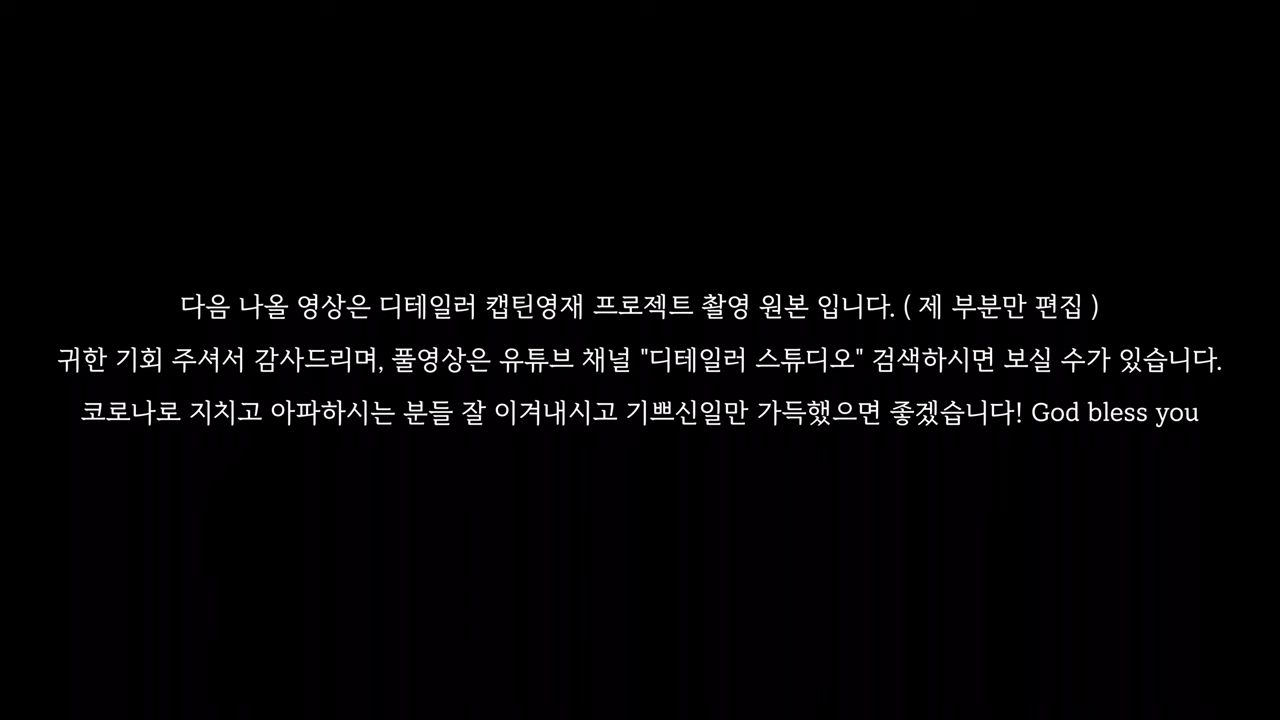 다음 나올 영상은 디테일러 캡틴영재 프로젝트 촬영 원본 입니다. ( 제 부분만 편집 )
귀한 기회 주셔서 감사드리며, 풀영상은 유튜브 채널 "디테일러 스튜디오" 검색하시면 보실 수가 있습니다.
코로나로 지치고 아파하시는 분들 잘 이겨내시고 기쁘신일만 가득했으면 좋겠습니다! God bless you